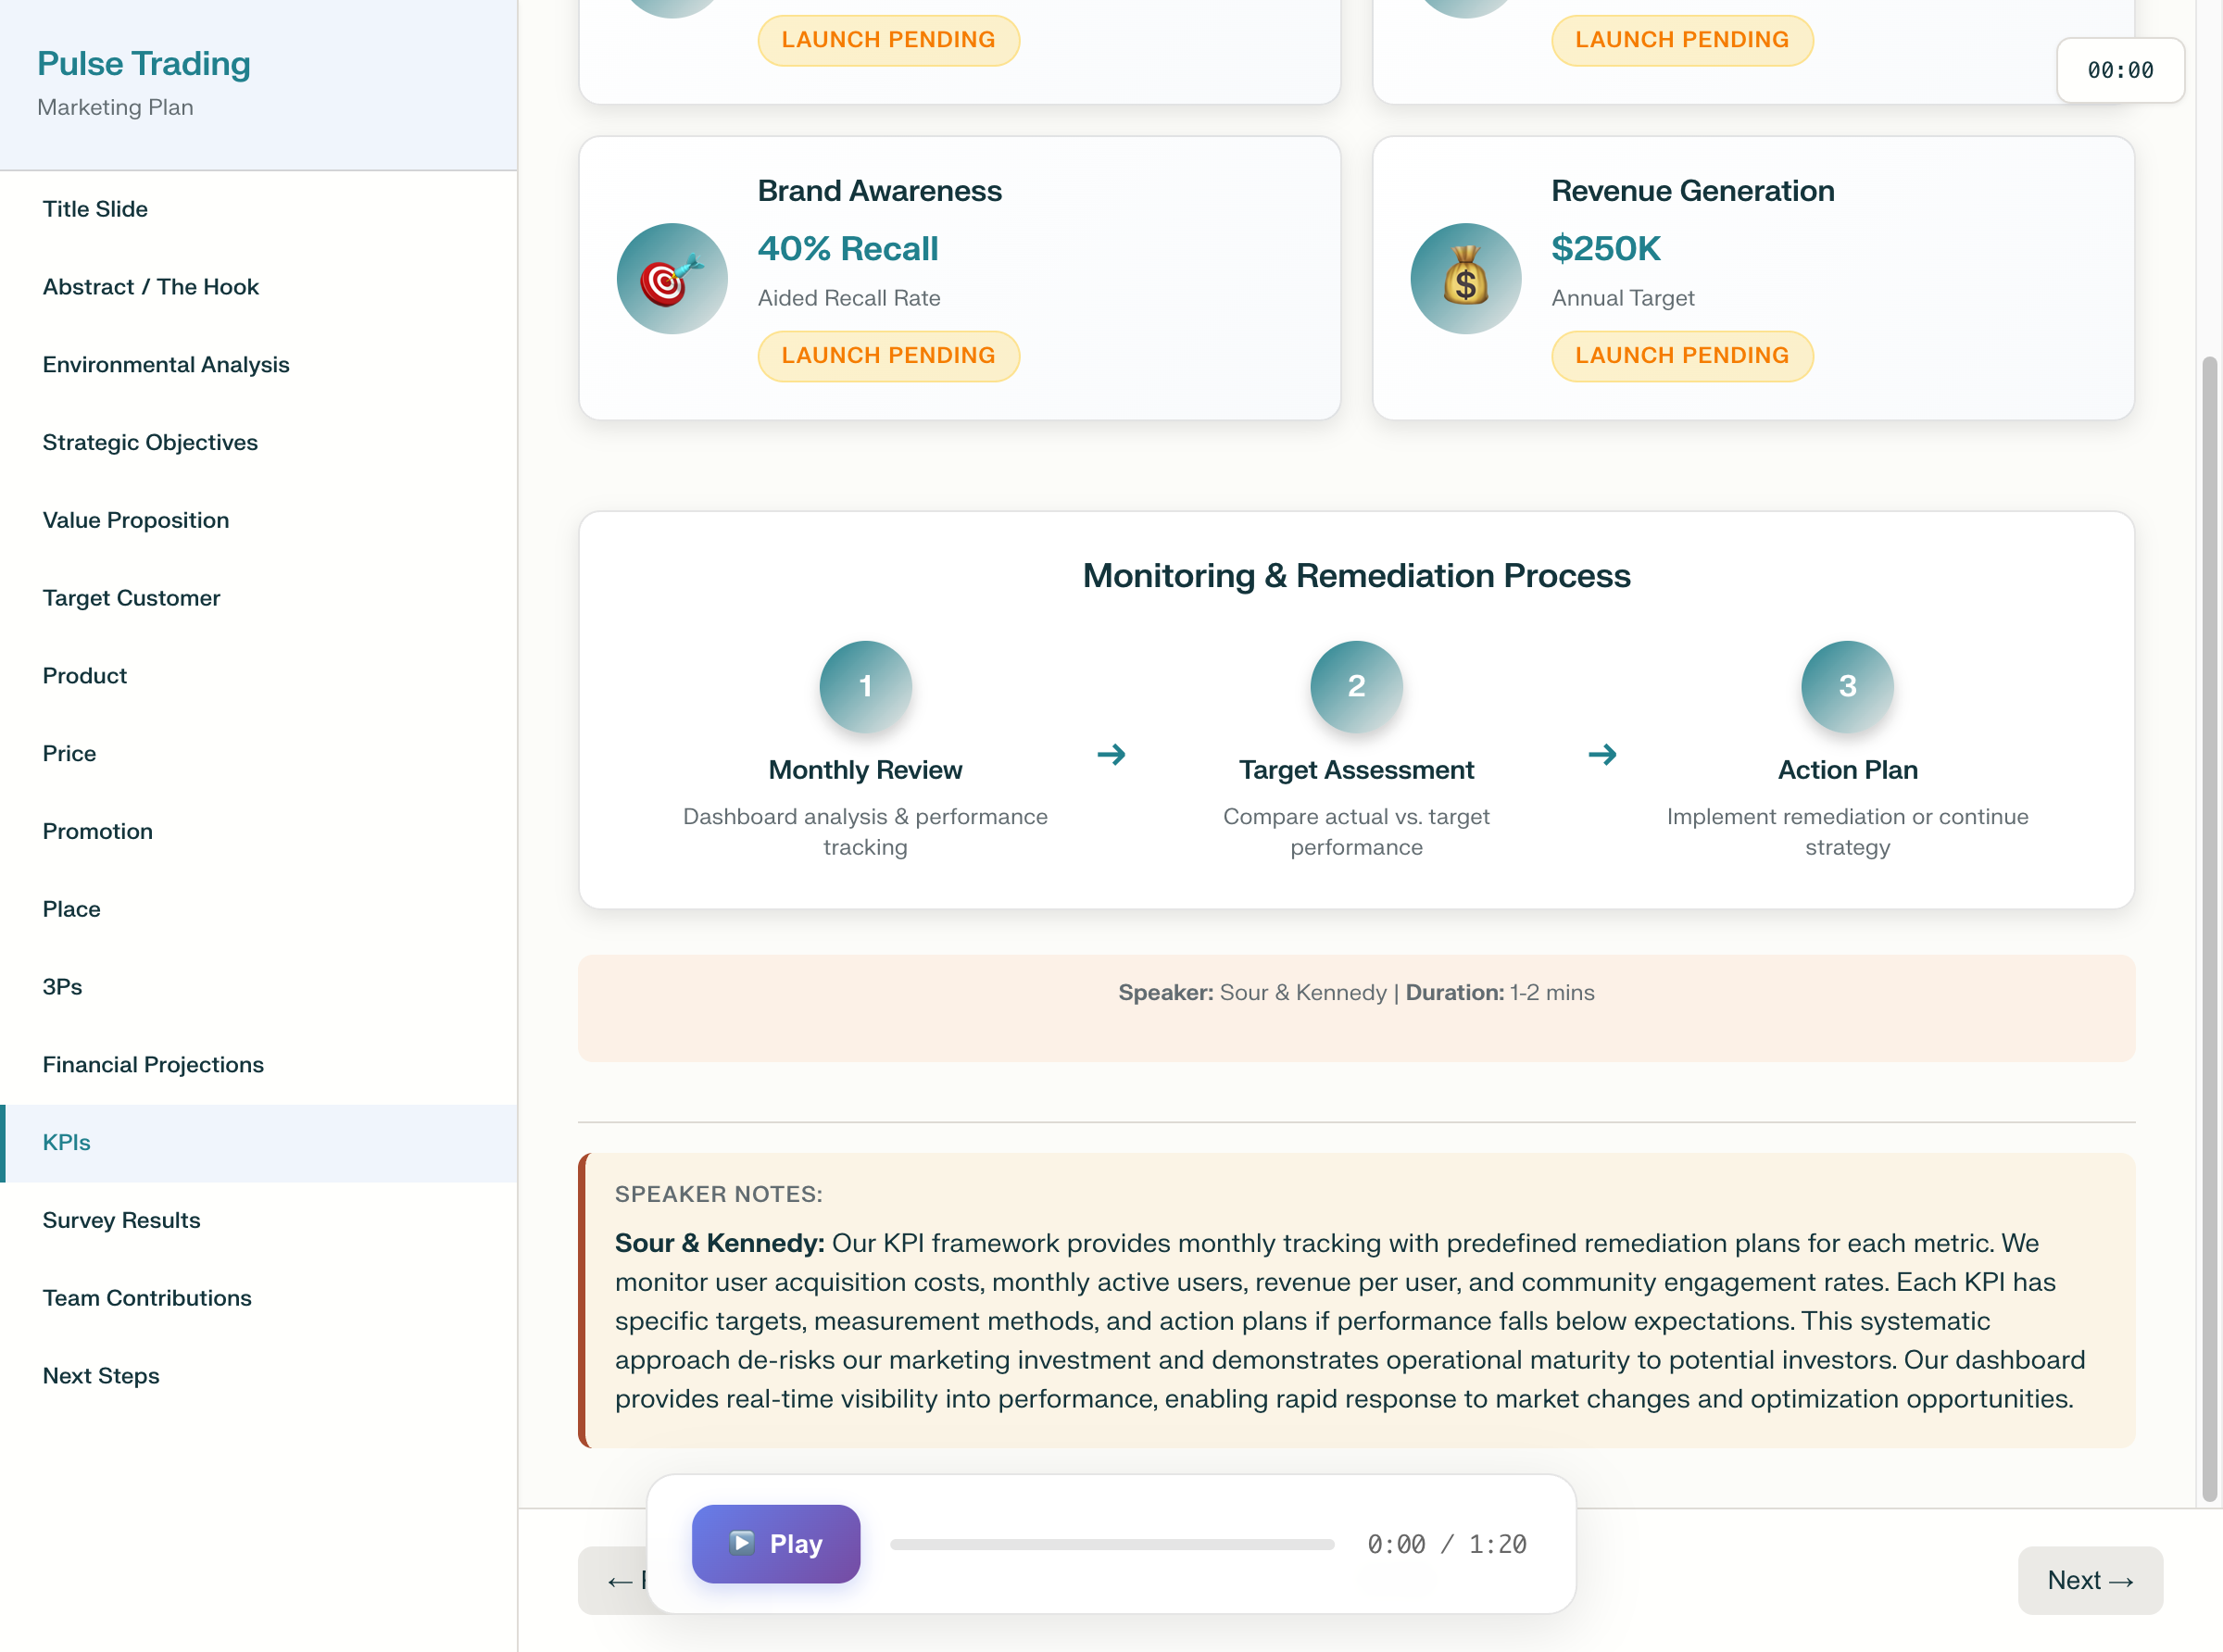 Pulse Trading
Marketing Plan
Title Slide
Abstract / The Hook
Environmental Analysis
Strategic Objectives
Value Proposition
Target Customer
Product
Price
Promotion
Place
3Ps
Financial Projections
KPIs
Survey Results
Team Contributions
Next Steps
LAUNCH PENDING
LAUNCH PENDING
00:00
Brand Awareness
40% Recall
Aided Recall Rate
LAUNCH PENDING
Revenue Generation
$250K
Annual Target
LAUNCH PENDING
Monitoring & Remediation Process
1
Monthly Review
Dashboard analysis & performance
tracking
→
2
Target Assessment
Compare actual vs. target
performance
→
3
Action Plan
Implement remediation or continue
strategy
Speaker: Sour & Kennedy | Duration: 1-2 mins
SPEAKER NOTES:
Sour & Kennedy: Our KPI framework provides monthly tracking with predefined remediation plans for each metric. We
monitor user acquisition costs, monthly active users, revenue per user, and community engagement rates. Each KPI has
specific targets, measurement methods, and action plans if performance falls below expectations. This systematic
approach de-risks our marketing investment and demonstrates operational maturity to potential investors. Our dashboard
provides real-time visibility into performance, enabling rapid response to market changes and optimization opportunities.
←
Play
0:00 / 1:20
Next →